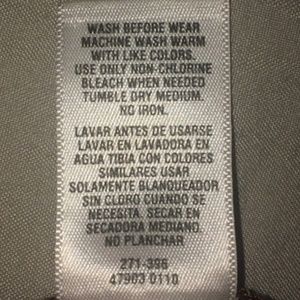 WASH BEFORE WEAR
MACHINE WASH WARM
WITH LIKE COLORS.
USE ONLY NON-CHLORINE
BLEACH WHEN NEEDED
TUMBLE DRY MEDIUM.
NO IRON.
LAVAR ANTES DE USARSE
LAVAR EN LAVADORA EN
AGUA TIBIA CON COLORES
SIMILARES USAR
SOLAMENTE BLANQUEADOR
SIN CLORO CUANDO SE
NECESITA. SECAR EN
SECADORA MEDIANO.
NO PLANCHAR
271-396
47903 0110